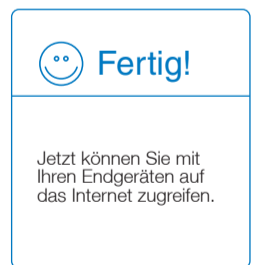 Fertig!
Jetzt können Sie mit
Ihren Endgeräten auf
das Internet zugreifen.